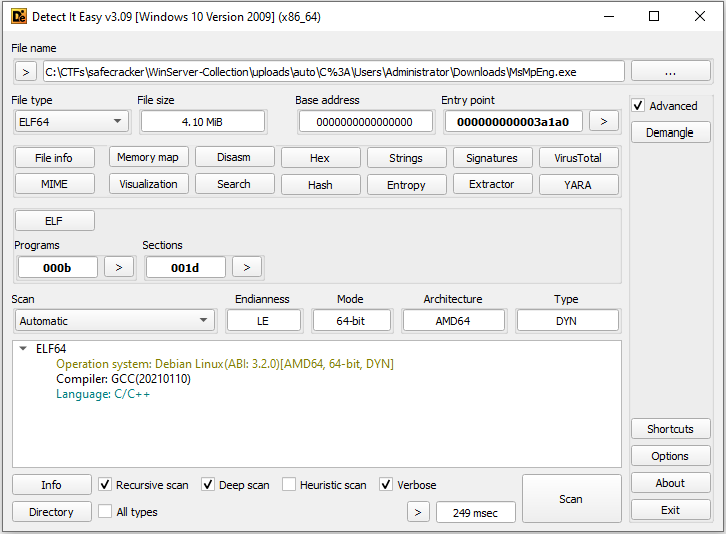 Detect It Easy v3.09 [Windows 10 Version 2009] (x86_64)
File name
> C:\CTFs\safecracker\WinServer-Collection\uploads\auto\C%3A\Users\Administrator\Downloads\MsMpEng.exe ...
File type File size Base address Entry point Advanced
ELF64 4.10 MiB 0000000000000000 000000000003a1a0 > Demangle
File info Memory map Disasm Hex Strings Signatures VirusTotal
MIME Visualization Search Hash Entropy Extractor YARA
ELF
Programs Sections
000b > 001d >
Scan Endianness Mode Architecture Type
Automatic LE 64-bit AMD64 DYN
ELF64
Operation system: Debian Linux(ABI: 3.2.0)[AMD64, 64-bit, DYN]
Compiler: GCC(20210110)
Language: C/C++
Shortcuts
Options
Info Recursive scan Deep scan Heuristic scan Verbose Scan About
Directory All types > 249 msec Exit